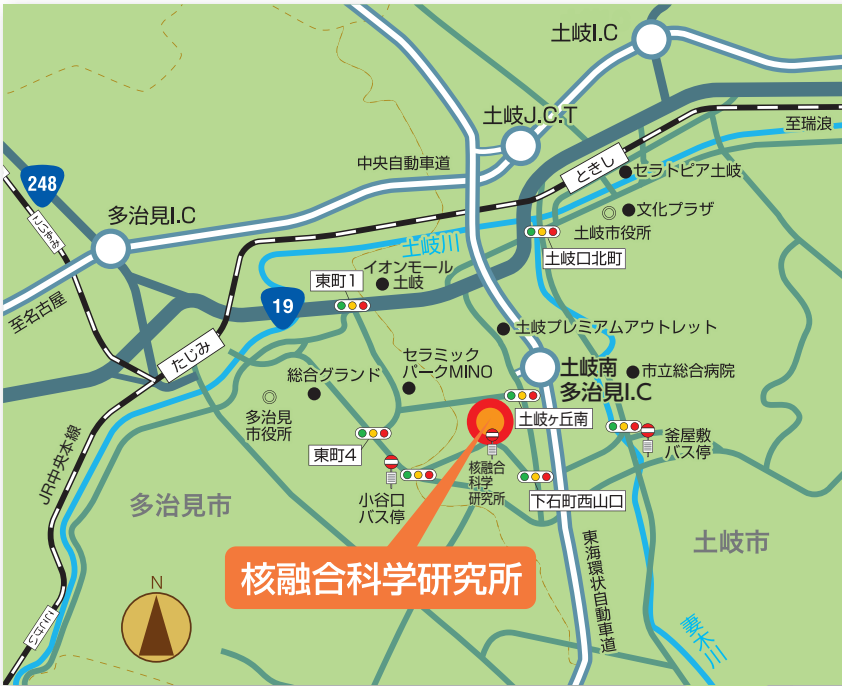 土岐I.C
土岐J.C.T
至瑞浪
中央自動車道
ときし
セラトピア土岐
248
文化プラザ
土岐市役所
こいずみ
多治見I.C
土岐川
土岐口北町
イオンモール
土岐
東町1
至名古屋
19
土岐プレミアムアウトレット
たじみ
セラミック
パークMINO
土岐南
多治見I.C
市立総合病院
総合グランド
多治見
市役所
土岐ヶ丘南
釜屋敷
バス停
東町4
核融合
科学
研究所
JR中央本線
小谷口
バス停
下石町西山口
多治見市
土岐市
東海環状自動車道
核融合科学研究所
N
ここけい
妻木川